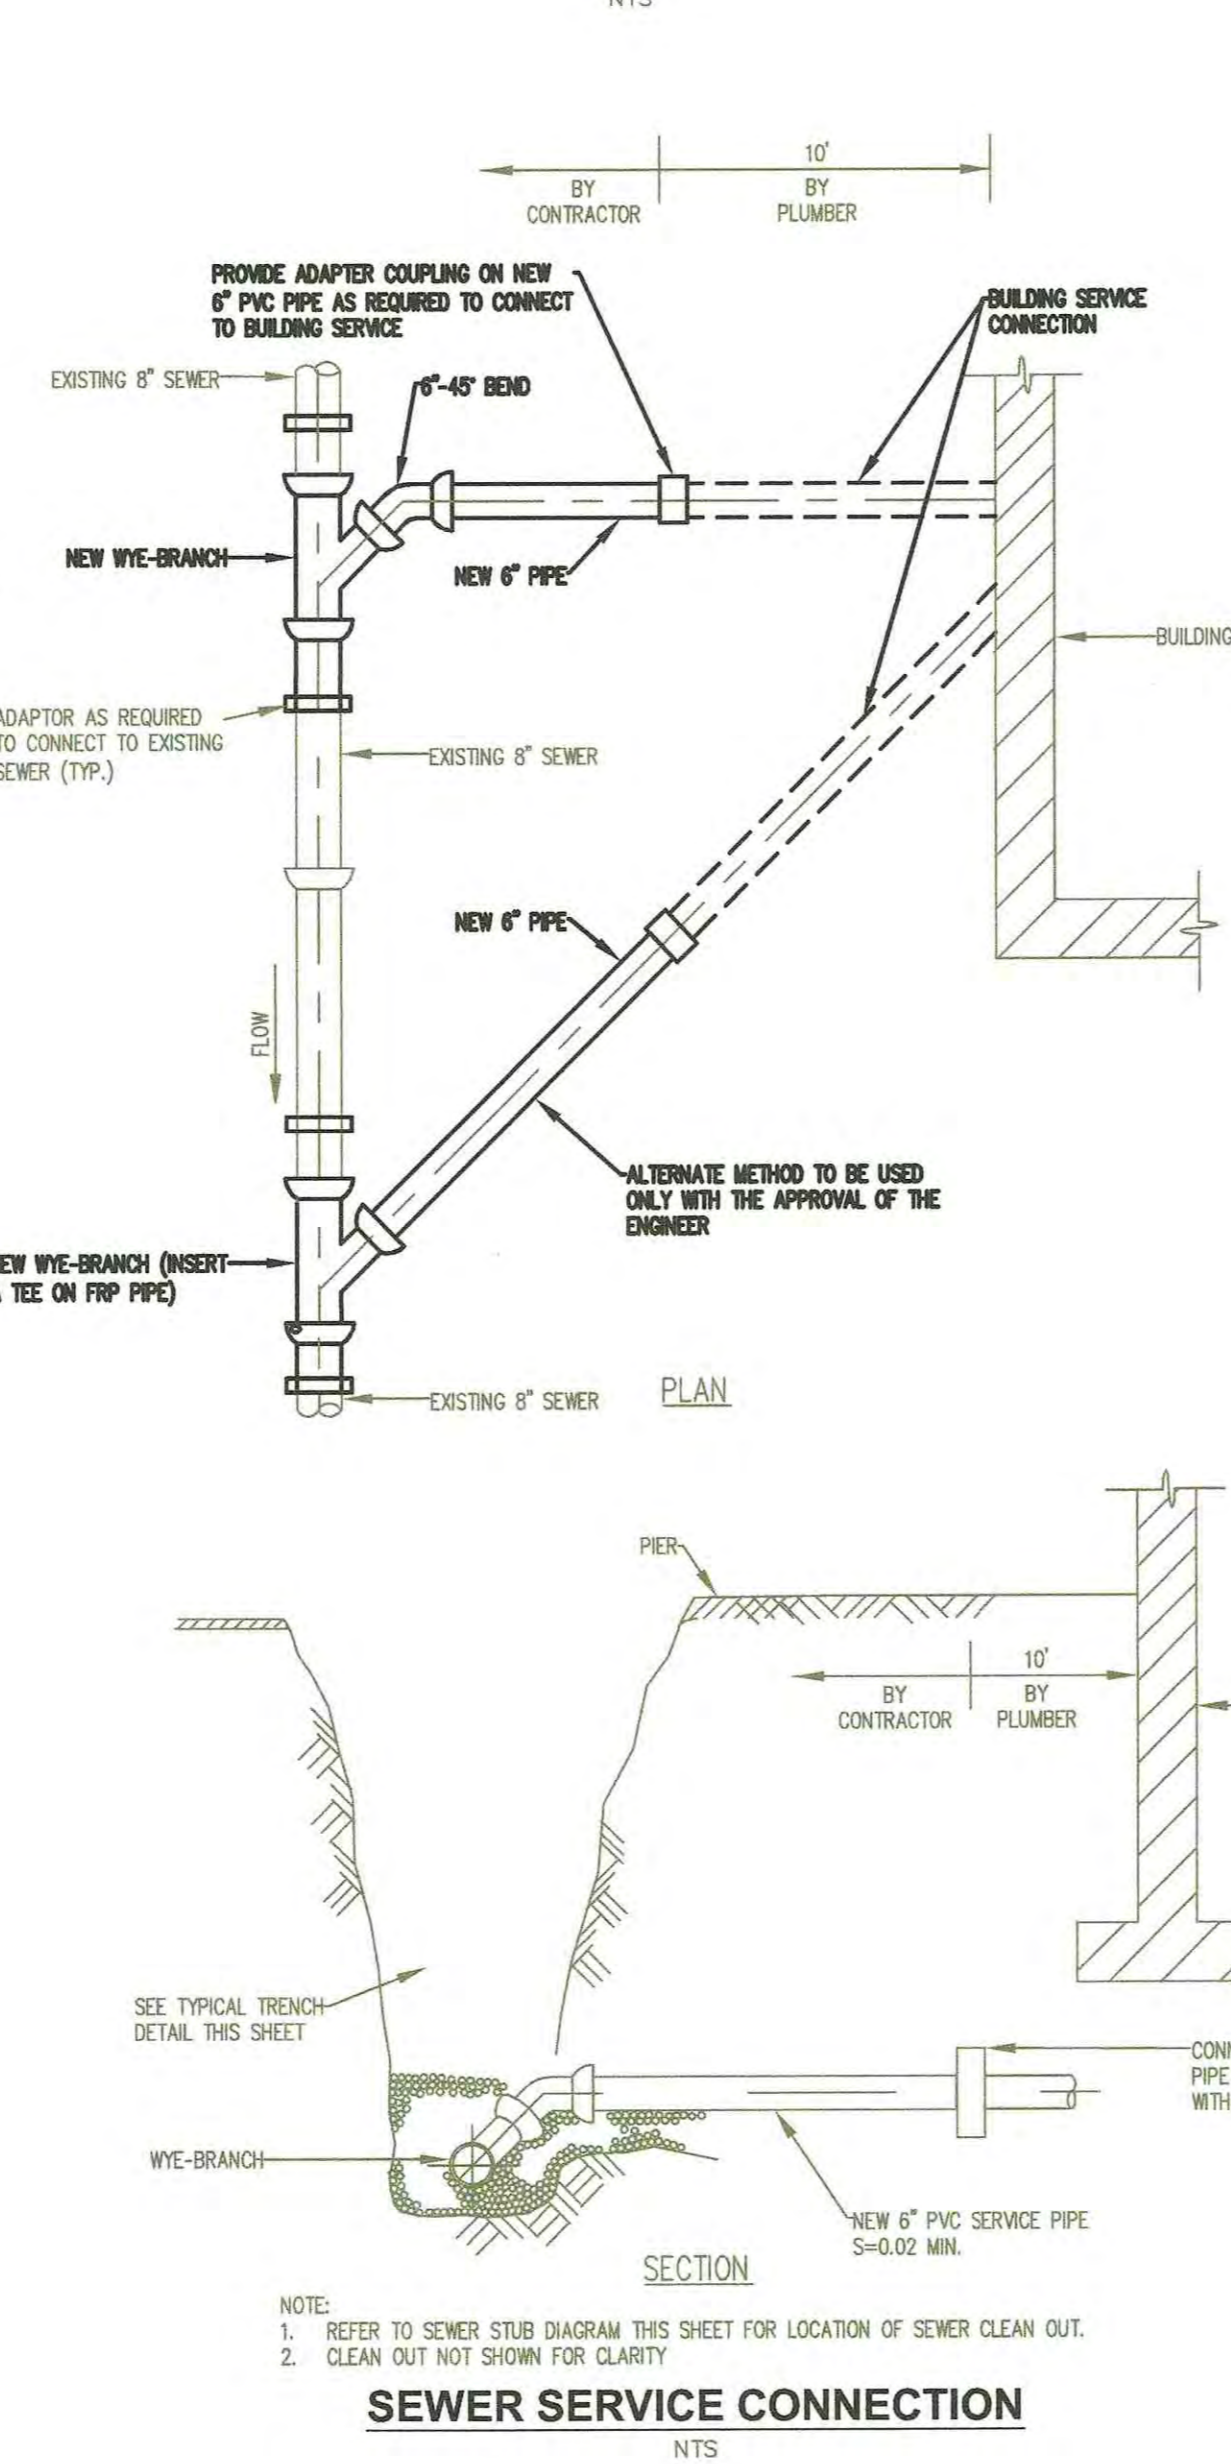 NTS
10'
BY
CONTRACTOR
BY
PLUMBER
PROVIDE ADAPTER COUPLING ON NEW
6" PVC PIPE AS REQUIRED TO CONNECT
TO BUILDING SERVICE
BUILDING SERVICE
CONNECTION
EXISTING 8" SEWER
6"-45° BEND
NEW WYE-BRANCH
NEW 6" PIPE
BUILDING
ADAPTOR AS REQUIRED
TO CONNECT TO EXISTING
SEWER (TYP.)
EXISTING 8" SEWER
NEW 6" PIPE
FLOW
ALTERNATE METHOD TO BE USED
ONLY WITH THE APPROVAL OF THE
ENGINEER
EW WYE-BRANCH (INSERT
A TEE ON FRP PIPE)
EXISTING 8" SEWER
PLAN
PIER
10'
BY
CONTRACTOR
BY
PLUMBER
SEE TYPICAL TRENCH
DETAIL THIS SHEET
CONN
PIPE
WITH
WYE-BRANCH
NEW 6" PVC SERVICE PIPE
S=0.02 MIN.
SECTION
NOTE:
1. REFER TO SEWER STUB DIAGRAM THIS SHEET FOR LOCATION OF SEWER CLEAN OUT.
2. CLEAN OUT NOT SHOWN FOR CLARITY
SEWER SERVICE CONNECTION
NTS